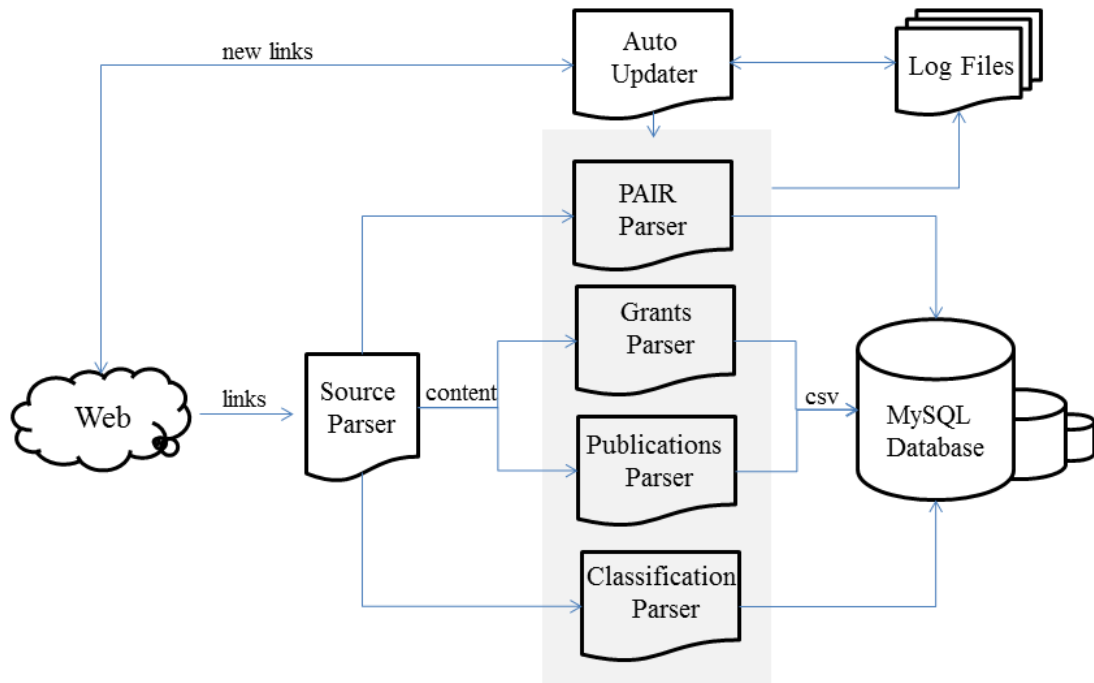 new links
Auto
Updater
Log Files
PAIR
Parser
Grants
Parser
Web
links
Source
Parser
content
csv
MySQL
Database
Publications
Parser
Classification
Parser